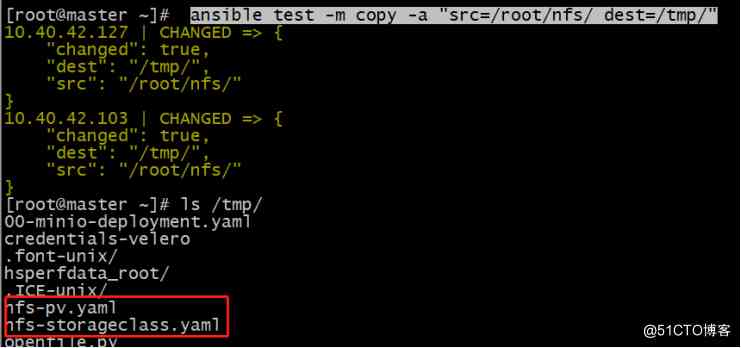 [root@master ~]# ansible test -m copy -a "src=/root/nfs/ dest=/tmp/"
10.40.42.127 | CHANGED => {
    "changed": true,
    "dest": "/tmp/",
    "src": "/root/nfs/"
}
10.40.42.103 | CHANGED => {
    "changed": true,
    "dest": "/tmp/",
    "src": "/root/nfs/"
}
[root@master ~]# ls /tmp/
00-minio-deployment.yaml
credentials-velero
.font-unix/
hsperfdata_root/
.ICE-unix/
nfs-pv.yaml
nfs-storageclass.yaml
openfile.py
@51CTO博客